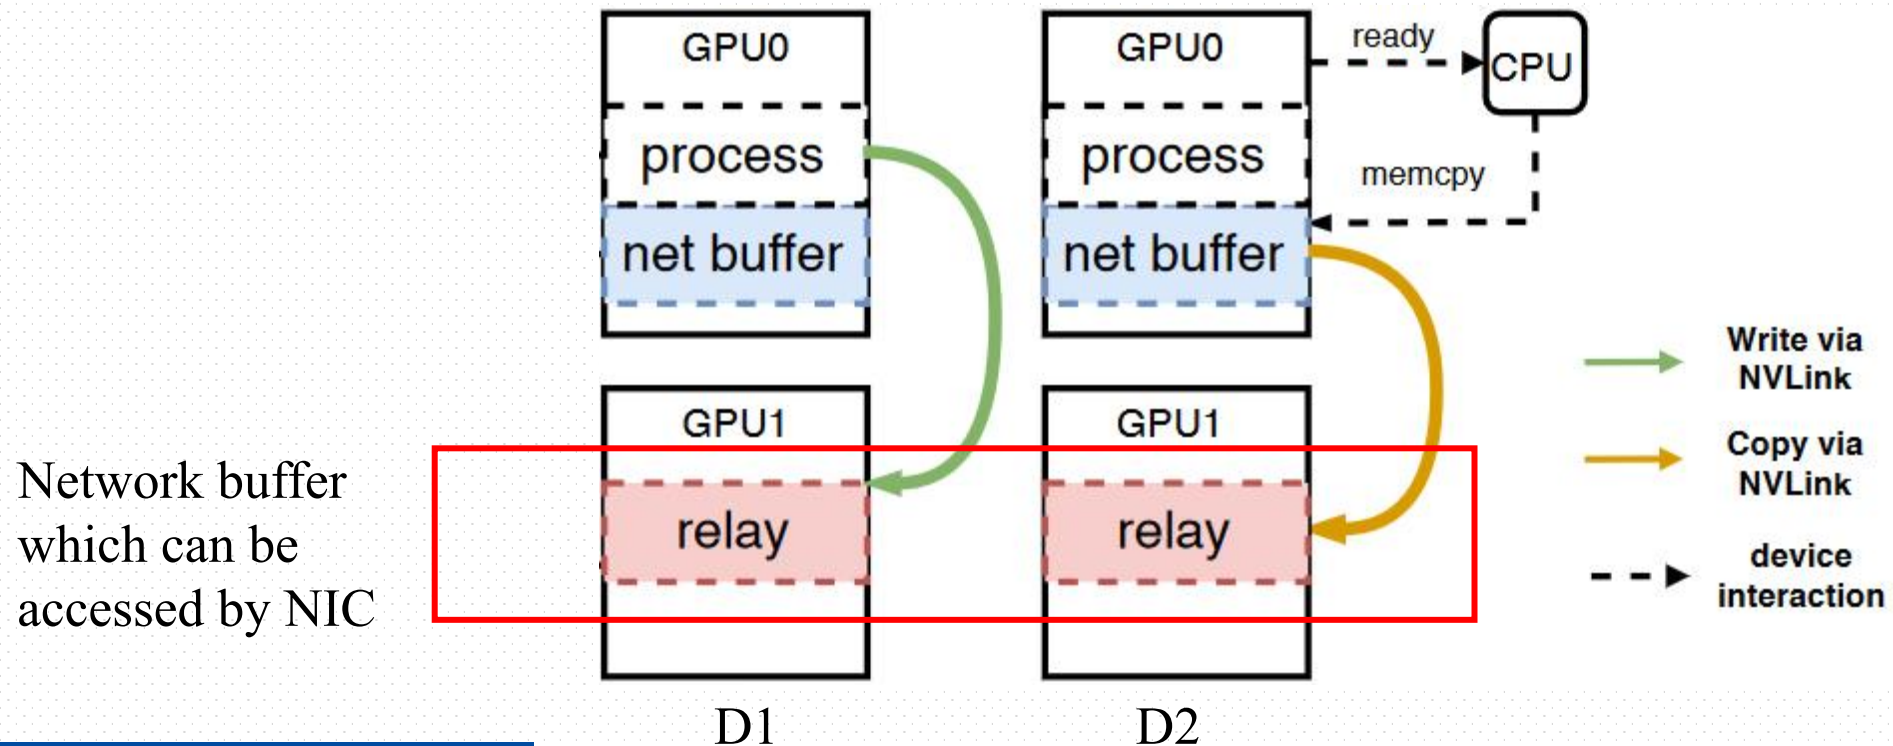 GPU0
process
net buffer
GPU1
relay
D1
GPU0
process
net buffer
GPU1
relay
D2
ready
CPU
memcpy
Write via
NVLink
Copy via
NVLink
device
interaction
Network buffer
which can be
accessed by NIC